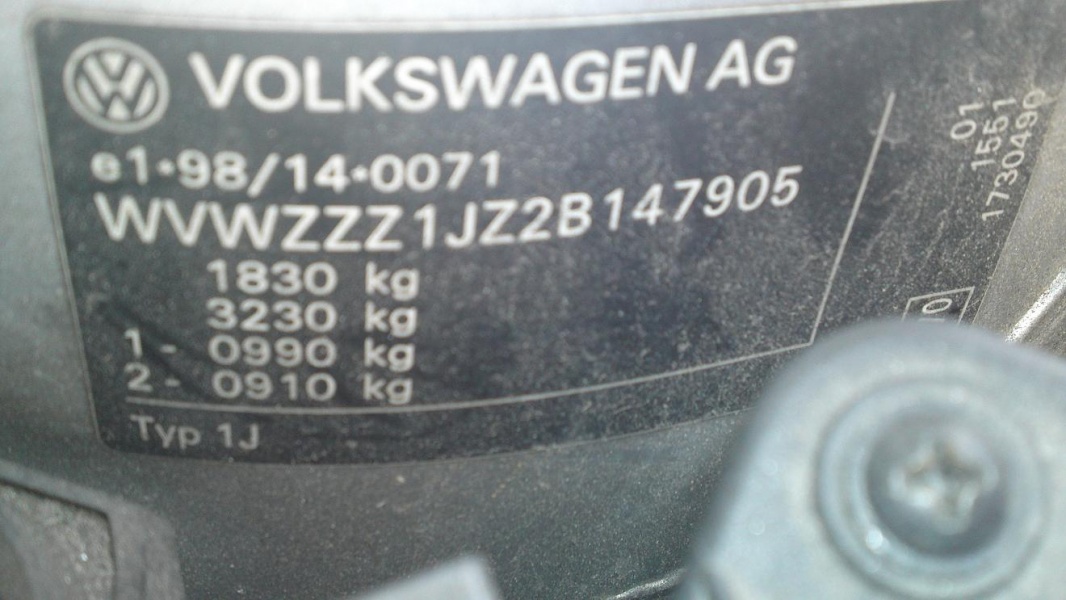 VOLKSWAGEN AG
e1*98/14*0071
WVWZZZ1JZ2B147905
1830 kg
3230 kg
1- 0990 kg
2- 0910 kg
Typ 1J
01
1551
1730490